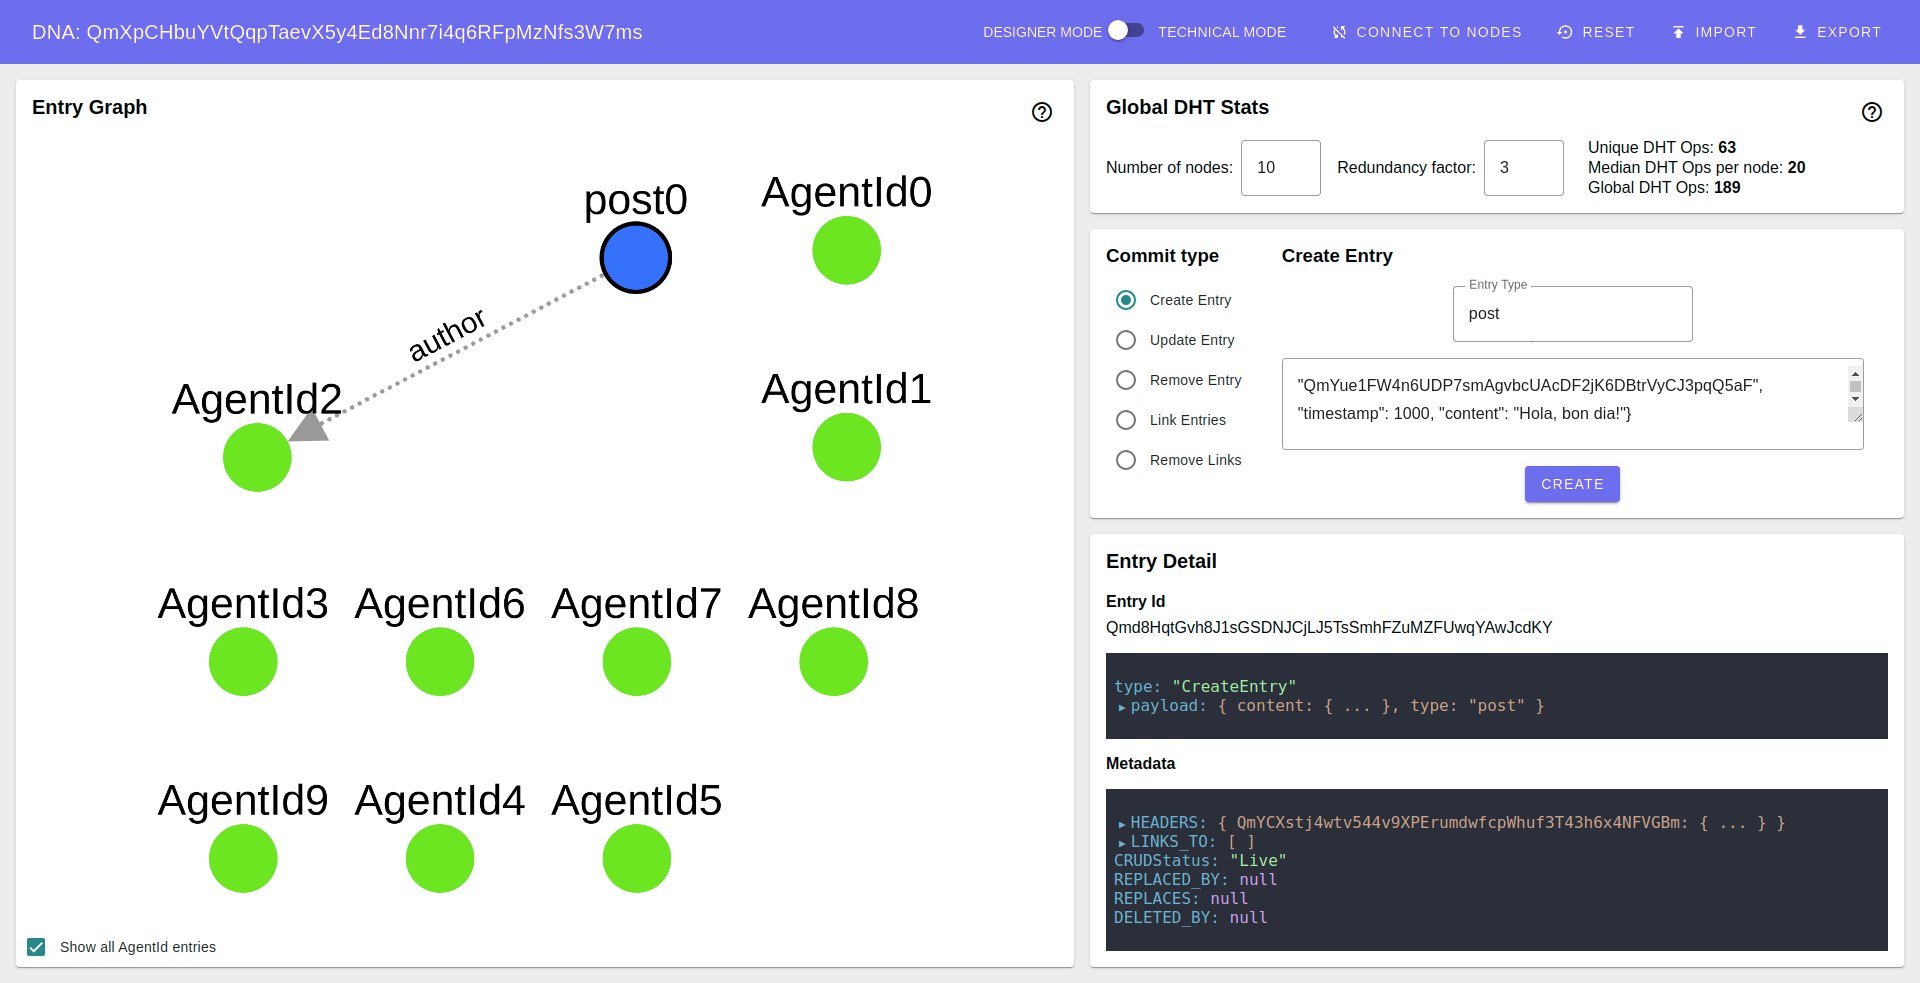 DNA: QmXpCHbuYVtQqpTaevX5y4Ed8Nnr7i4q6RFpMzNfs3W7ms
DESIGNER MODE TECHNICAL MODE CONNECT TO NODES RESET IMPORT EXPORT
Entry Graph
post0
AgentId0
author
AgentId2
AgentId1
AgentId3 AgentId6 AgentId7 AgentId8
AgentId9 AgentId4 AgentId5
Show all AgentId entries
Global DHT Stats
Number of nodes: 10 Redundancy factor: 3
Unique DHT Ops: 63
Median DHT Ops per node: 20
Global DHT Ops: 189
Commit type
Create Entry
Update Entry
Remove Entry
Link Entries
Remove Links
Create Entry
Entry Type
post
"QmYue1FW4n6UDP7smAgvbcUAcDF2jK6DBtrVyCJ3pqQ5aF",
"timestamp": 1000, "content": "Hola, bon dia!"}
CREATE
Entry Detail
Entry Id
Qmd8HqtGvh8J1sGSDNJCjLJ5TsSmhFZuMZFUwqYAwJcdKY
type: "CreateEntry"
payload: { content: { ... }, type: "post" }
Metadata
HEADERS: { QmYCXstj4wtv544v9XPErumdwfcpWhuf3T43h6x4NFVGBm: { ... } }
LINKS_TO: [ ]
CRUDStatus: "Live"
REPLACED_BY: null
REPLACES: null
DELETED_BY: null